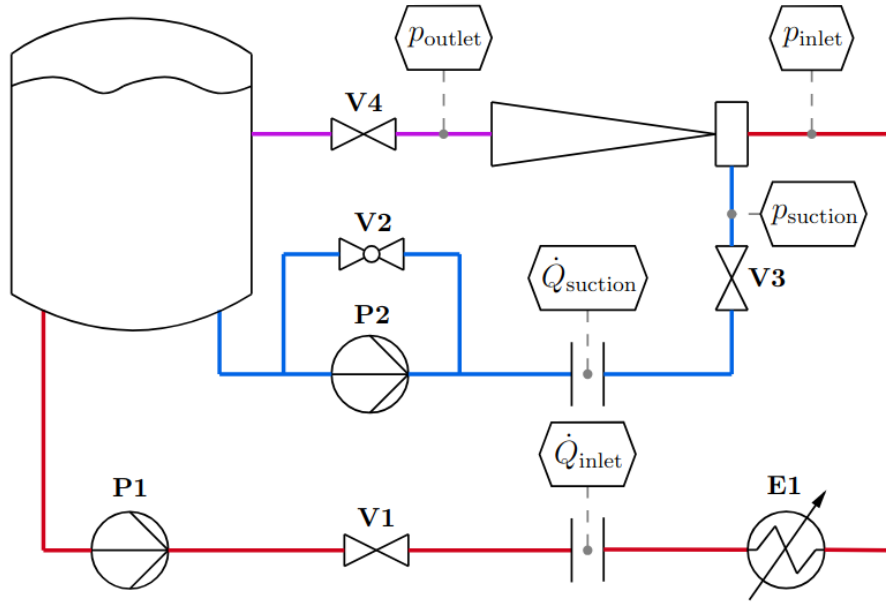 p_outlet
p_inlet
V4
p_suction
V2
Q̇_suction
V3
P2
Q̇_inlet
P1
V1
E1